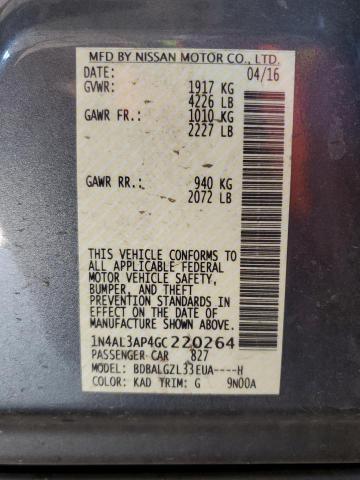 MFD BY NISSAN MOTOR CO., LTD.
DATE: 04/16
GVWR: 1917 KG
4226 LB
GAWR FR.: 1010 KG
2227 LB
GAWR RR.: 940 KG
2072 LB
THIS VEHICLE CONFORMS TO
ALL APPLICABLE FEDERAL
MOTOR VEHICLE SAFETY,
BUMPER, AND THEFT
PREVENTION STANDARDS IN
EFFECT ON THE DATE OF
MANUFACTURE SHOWN ABOVE.
1N4AL3AP4GC220264
PASSENGER CAR 827
MODEL: BDBALGZL33EUA----H
COLOR: KAD TRIM: G 9N00A